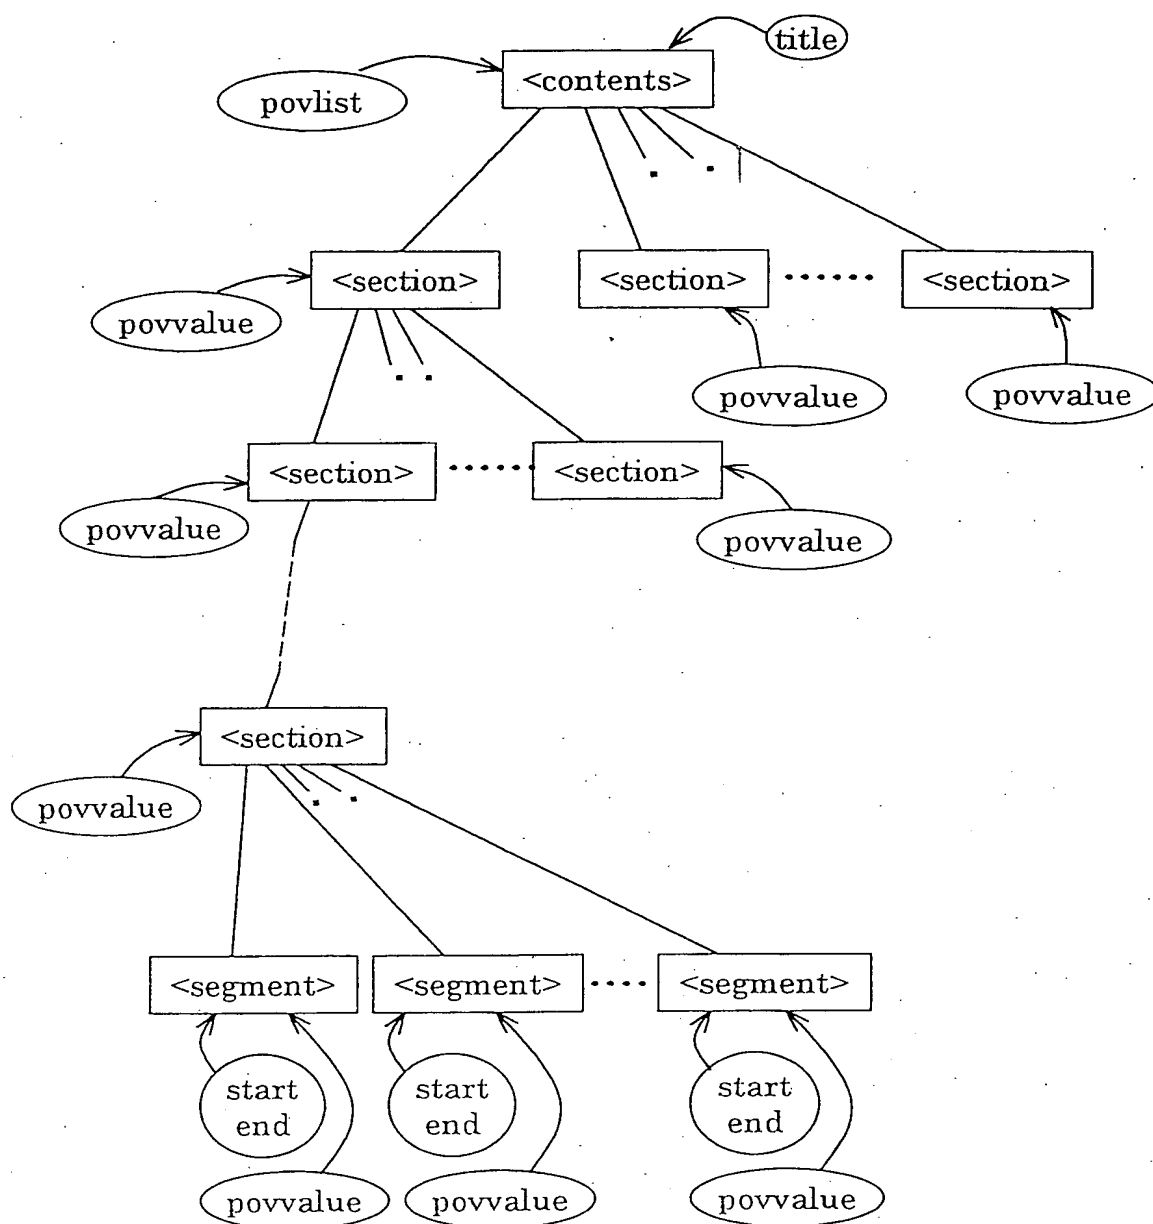 title
<contents>
povlist
<section>
<section>
<section>
povvalue
povvalue
povvalue
<section>
<section>
povvalue
povvalue
<section>
povvalue
<segment>
<segment>
<segment>
start
end
start
end
start
end
povvalue
povvalue
povvalue